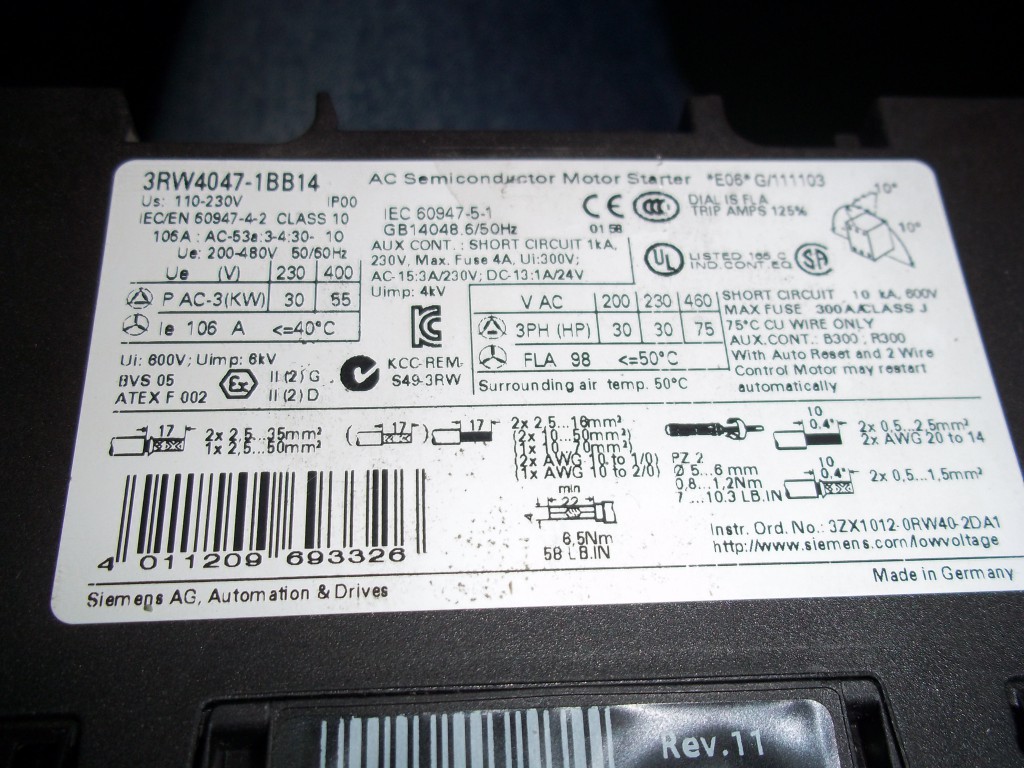 3RW4047-1BB14
AC Semiconductor Motor Starter
*E06* G/111103
Us: 110-230V IP00
IEC/EN 60947-4-2 CLASS 10
106A : AC-53a:3-4:30- 10
Ue: 200-480V 50/60Hz
Ue (V) 230 400
P AC-3(KW) 30 55
Ie 106 A <=40°C
Ui: 600V; Uimp: 6kV
BVS 05
ATEX F 002
Ex
II (2) G
II (2) D
IEC 60947-5-1
GB14048.6/50Hz
AUX CONT.: SHORT CIRCUIT 1kA,
230V, Max. Fuse 4A, Ui:300V;
AC-15:3A/230V; DC-13:1A/24V
Uimp: 4kV
KC
KCC-REM-
S49-3RW
CE CCC
01 58
DIAL IS FLA
TRIP AMPS 125%
10°
10°
UL
LISTED 165 C
IND.CONT.EQ.
SA
V AC 200 230 460
3PH (HP) 30 30 75
FLA 98 <=50°C
Surrounding air temp. 50°C
SHORT CIRCUIT 10 kA, 600V
MAX FUSE 300 A/CLASS J
75°C CU WIRE ONLY
AUX.CONT.: B300 ; R300
With Auto Reset and 2 Wire
Control Motor may restart
automatically
17
2x 2,5...35mm²
1x 2,5...50mm²
17
17
2x 2,5...16mm²
(2x 10...50mm²)
(1x 10...70mm²)
(2x AWG 10 to 1/0)
(1x AWG 10 to 2/0)
min
22
4
6,5Nm
58 LB.IN
PZ 2
Ø 5...6 mm
0,8...1,2Nm
7 ...10.3 LB.IN
10
0.4"
2x 0.5...2.5mm²
2x AWG 20 to 14
10
0.4"
2x 0.5...1,5mm²
4 011209 693326
Instr. Ord. No.: 3ZX1012-0RW40-2DA1
http://www.siemens.com/lowvoltage
Siemens AG, Automation & Drives
Made in Germany
Rev.11